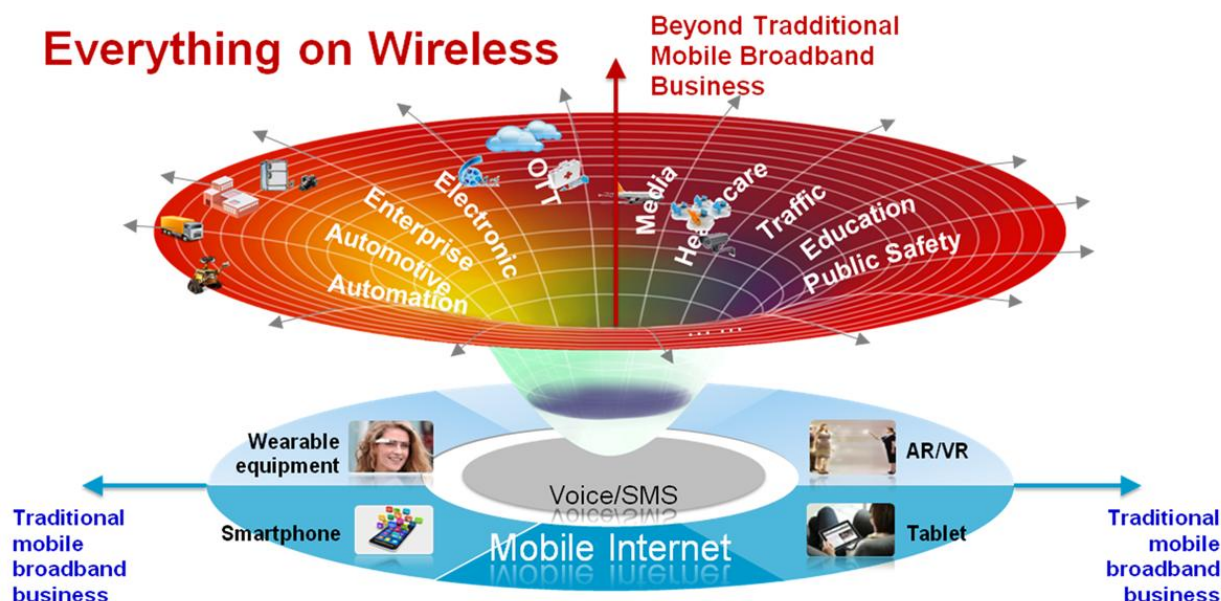 Everything on Wireless
Beyond Tradditional
Mobile Broadband
Business
Automation
Automotive
Enterprise
Electronic
OTT
Media
Traffic
Education
Public Safety
... ...
Wearable
equipment
AR/VR
Voice/SMS
Smartphone
Tablet
Mobile Internet
Traditional
mobile
broadband
business
Traditional
mobile
broadband
business